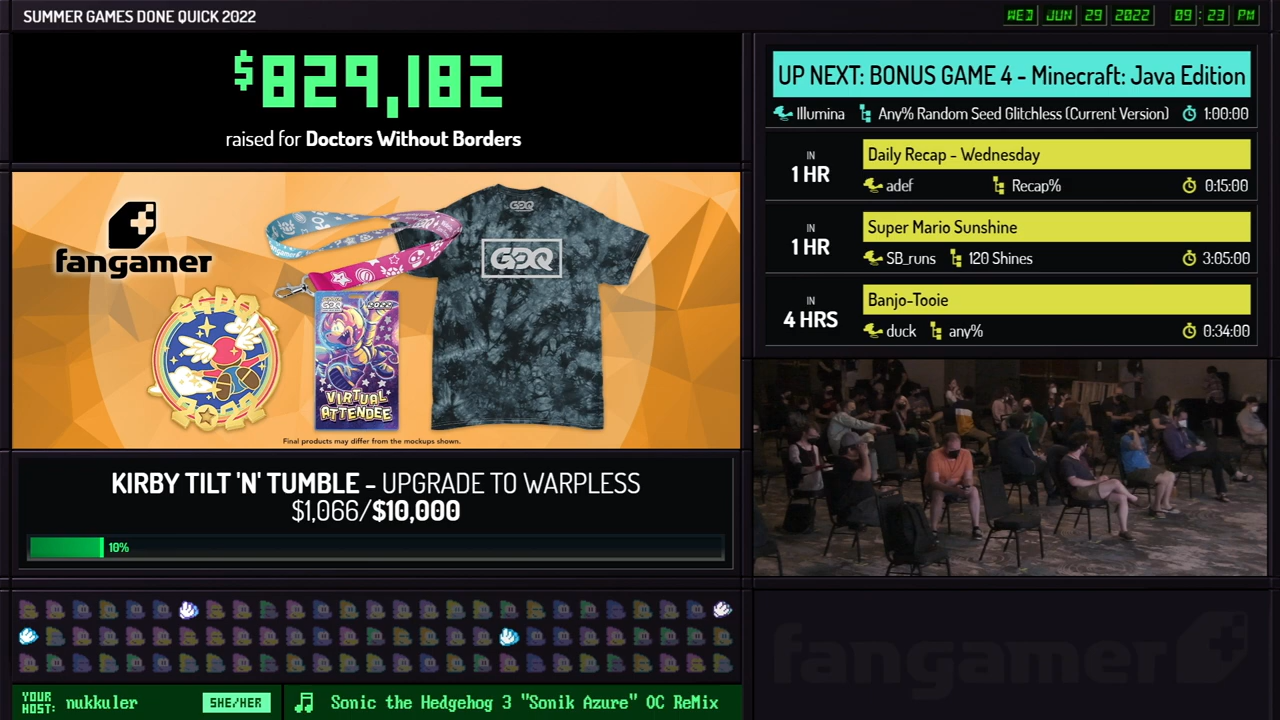 SUMMER GAMES DONE QUICK 2022
WED JUN 29 2022 09:23 PM
$829,182
raised for Doctors Without Borders
fangamer
SGDQ
2022
GDQ
2022
VIRTUAL
ATTENDEE
GDQ
GDQ
Final products may differ from the mockups shown.
KIRBY TILT 'N' TUMBLE - UPGRADE TO WARPLESS
$1,066/$10,000
10%
YOUR HOST: nukkuler SHE/HER
Sonic the Hedgehog 3 "Sonik Azure" OC ReMix
UP NEXT: BONUS GAME 4 - Minecraft: Java Edition
Illumina Any% Random Seed Glitchless (Current Version) 1:00:00
IN 1 HR
Daily Recap - Wednesday
adef Recap% 0:15:00
IN 1 HR
Super Mario Sunshine
SB_runs 120 Shines 3:05:00
IN 4 HRS
Banjo-Tooie
duck any% 0:34:00
fangamer